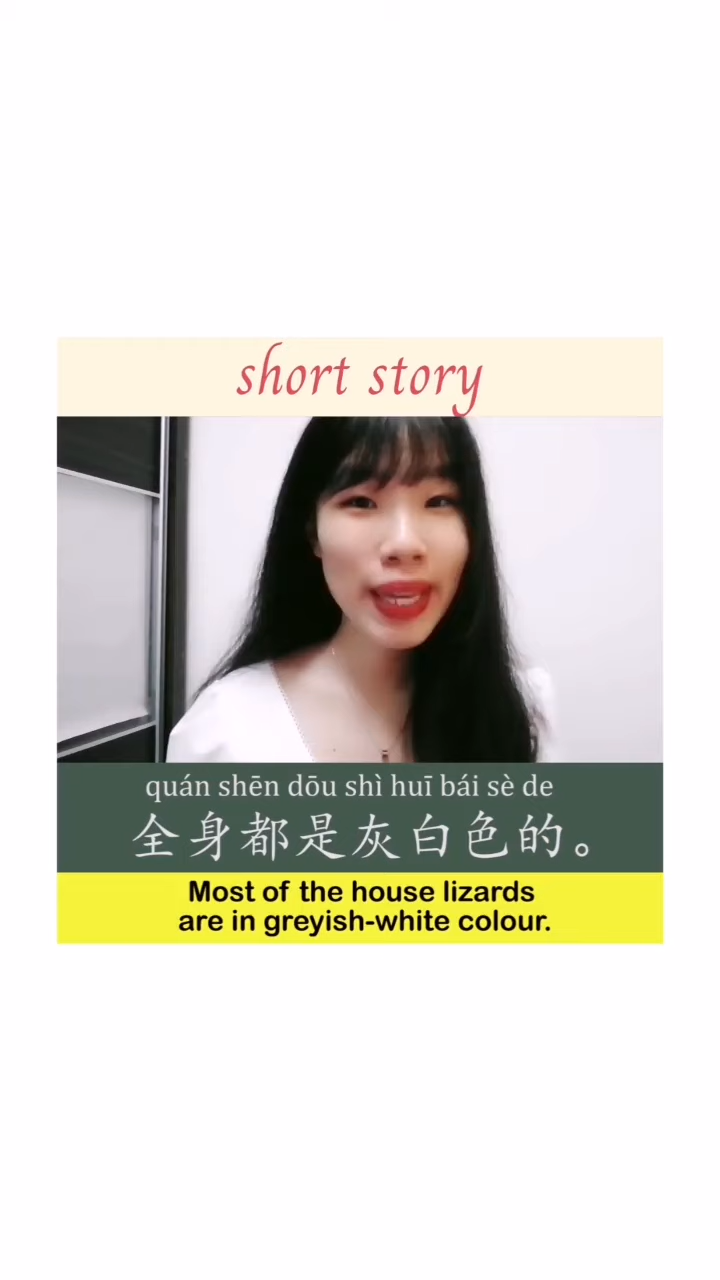 short story
quán shēn dōu shì huī bái sè de
全身都是灰白色的。
Most of the house lizards
are in greyish-white colour.